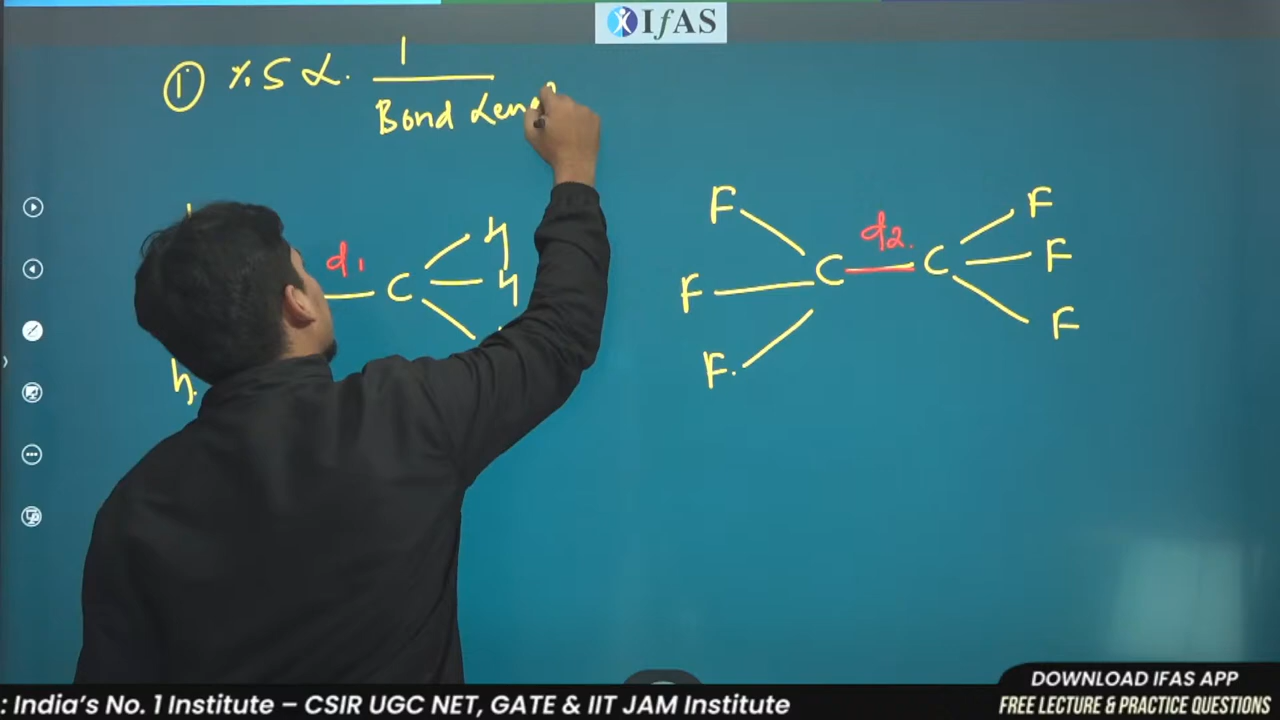 IfAS
① %S α. 1
Bond Leng
F F
d1 H d2.
C C C F
F
H
F
h. F.
DOWNLOAD IFAS APP
: India's No. 1 Institute – CSIR UGC NET, GATE & IIT JAM Institute
FREE LECTURE & PRACTICE QUESTIONS